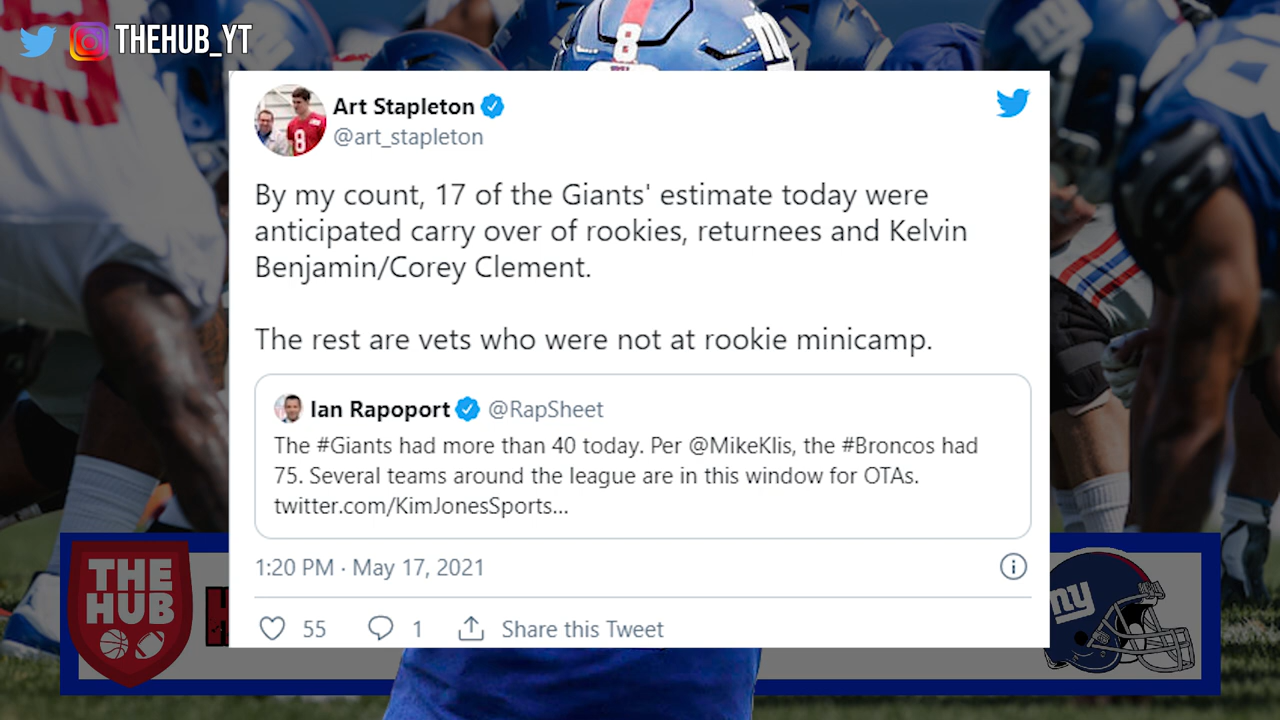 THEHUB_YT
8
Art Stapleton
@art_stapleton
8
By my count, 17 of the Giants' estimate today were
anticipated carry over of rookies, returnees and Kelvin
Benjamin/Corey Clement.
The rest are vets who were not at rookie minicamp.
Ian Rapoport @RapSheet
The #Giants had more than 40 today. Per @MikeKlis, the #Broncos had
75. Several teams around the league are in this window for OTAs.
twitter.com/KimJonesSports...
1:20 PM · May 17, 2021
55 1 Share this Tweet
THE
HUB
ny